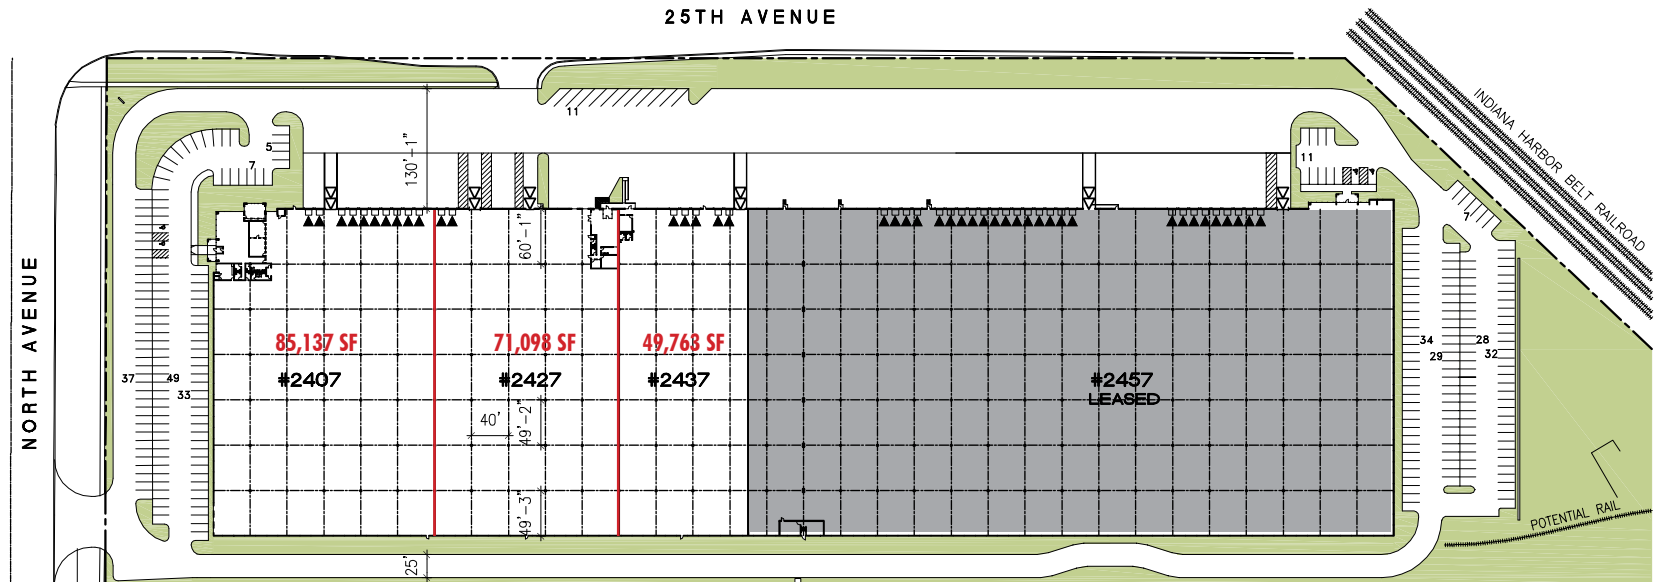 25TH AVENUE
INDIANA HARBOR BELT RAILROAD
NORTH AVENUE
11
130'-1"
5
7
11
7
60'-1"
85,137 SF
#2407
71,098 SF
#2427
49,763 SF
#2437
#2457
LEASED
37
49
33
40'
49'-2"
49'-3"
34
29
28
32
POTENTIAL RAIL
25'